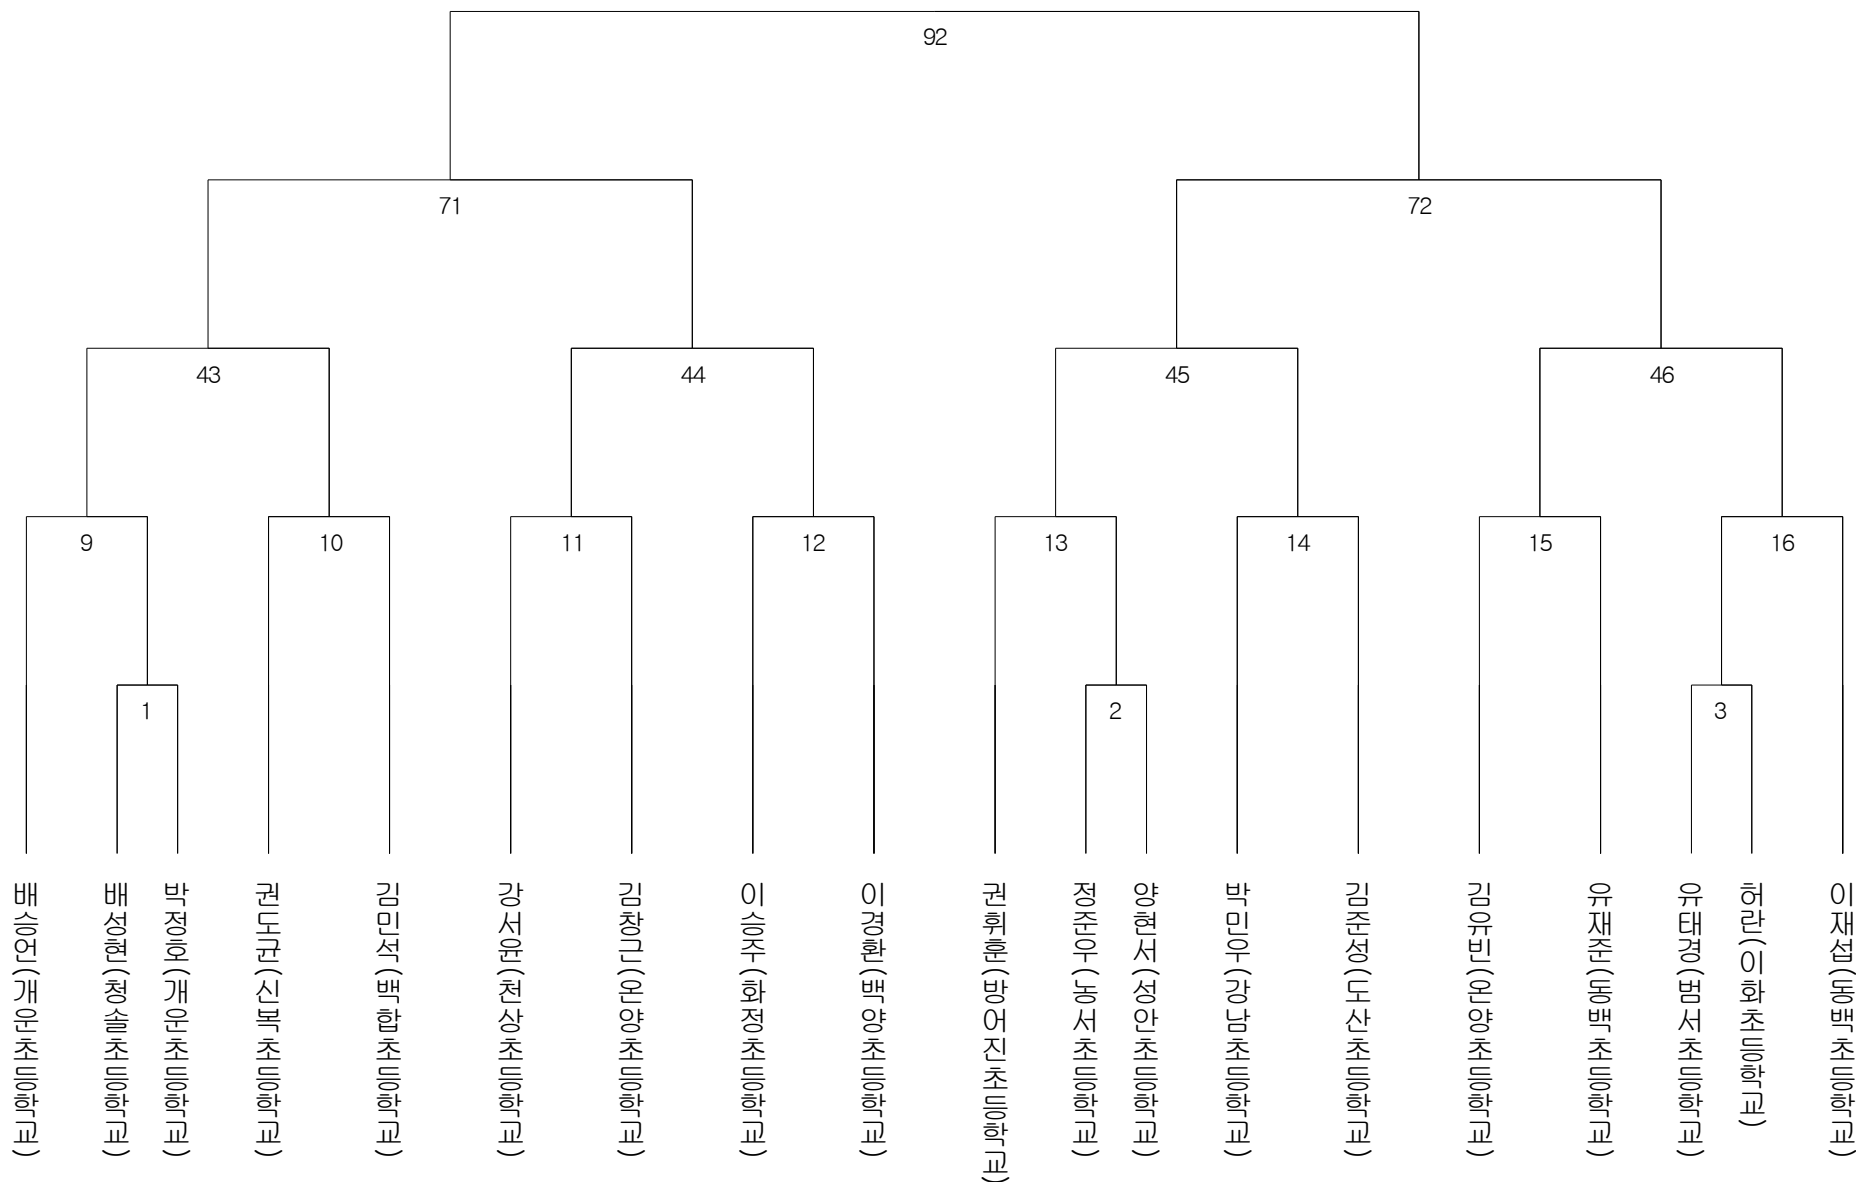 92
71
72
43
44
45
46
9
10
11
12
13
14
15
16
1
2
3
배승언(개운초등학교)
배성현(청솔초등학교)
박정호(개운초등학교)
권도균(신복초등학교)
김민석(백합초등학교)
강서윤(천상초등학교)
김창근(온양초등학교)
이승주(화정초등학교)
이경환(백양초등학교)
권휘훈(방어진초등학교)
정준우(농서초등학교)
양현서(성안초등학교)
박민우(강남초등학교)
김준성(도산초등학교)
김유빈(온양초등학교)
유재준(동백초등학교)
유태경(범서초등학교)
허란(이화초등학교)
이재섭(동백초등학교)